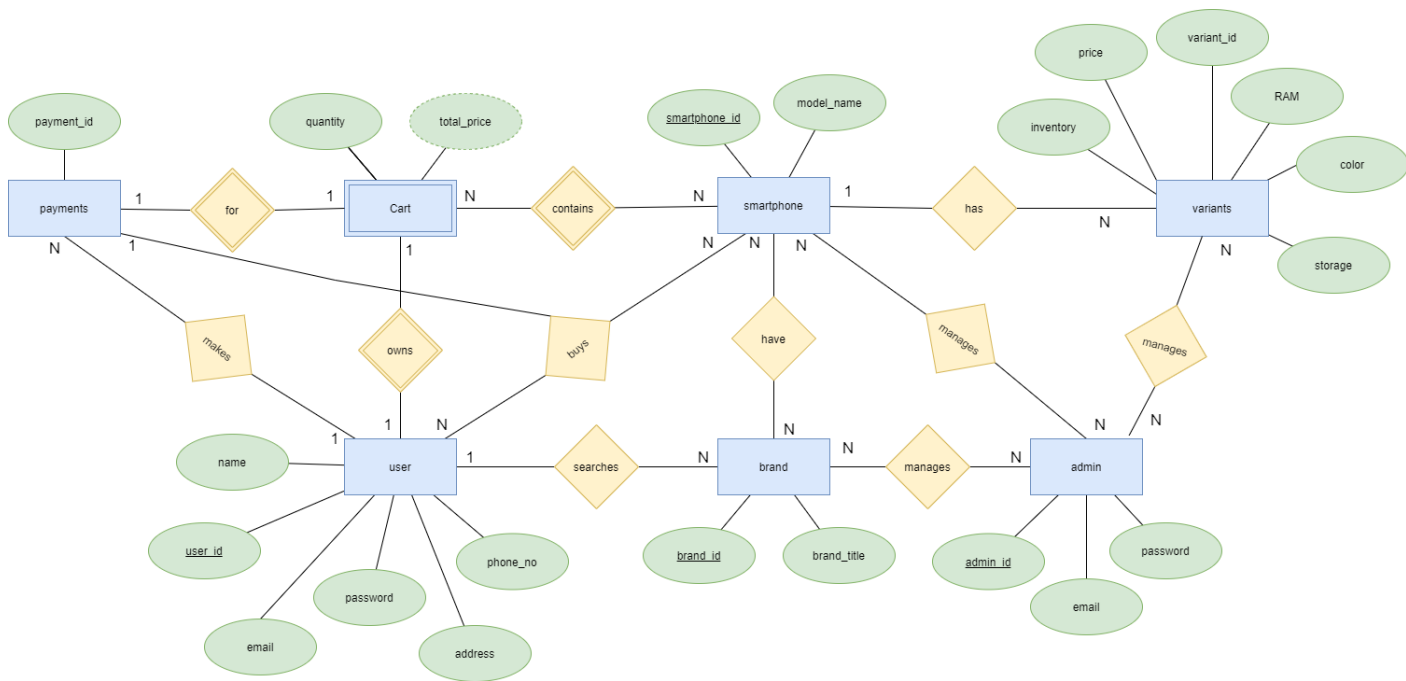 variant_id
price
RAM
model_name
smartphone_id
payment_id
quantity
total_price
inventory
color
payments
1
for
1
Cart
N
contains
N
smartphone
1
has
N
variants
N
1
1
N
N
N
N
storage
makes
owns
buys
have
manages
manages
1
1
N
N
N
N
name
user
1
searches
N
brand
N
manages
N
admin
user_id
phone_no
brand_id
brand_title
admin_id
password
password
email
email
address